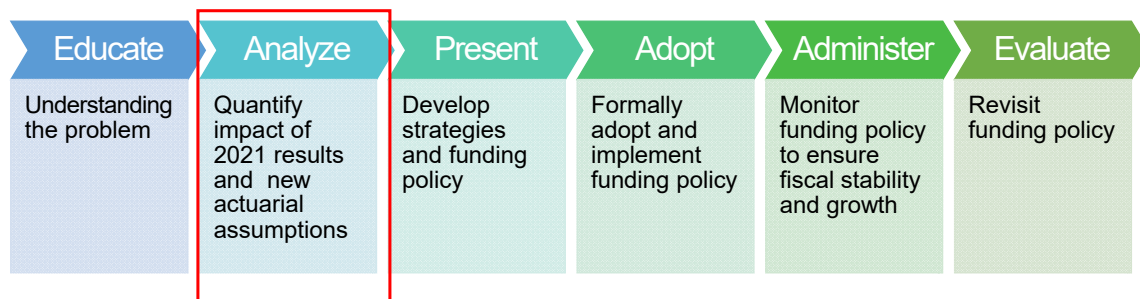 Educate
Understanding
the problem
Analyze
Quantify
impact of
2021 results
and new
actuarial
assumptions
Present
Develop
strategies
and funding
policy
Adopt
Formally
adopt and
implement
funding policy
Administer
Monitor
funding policy
to ensure
fiscal stability
and growth
Evaluate
Revisit
funding policy